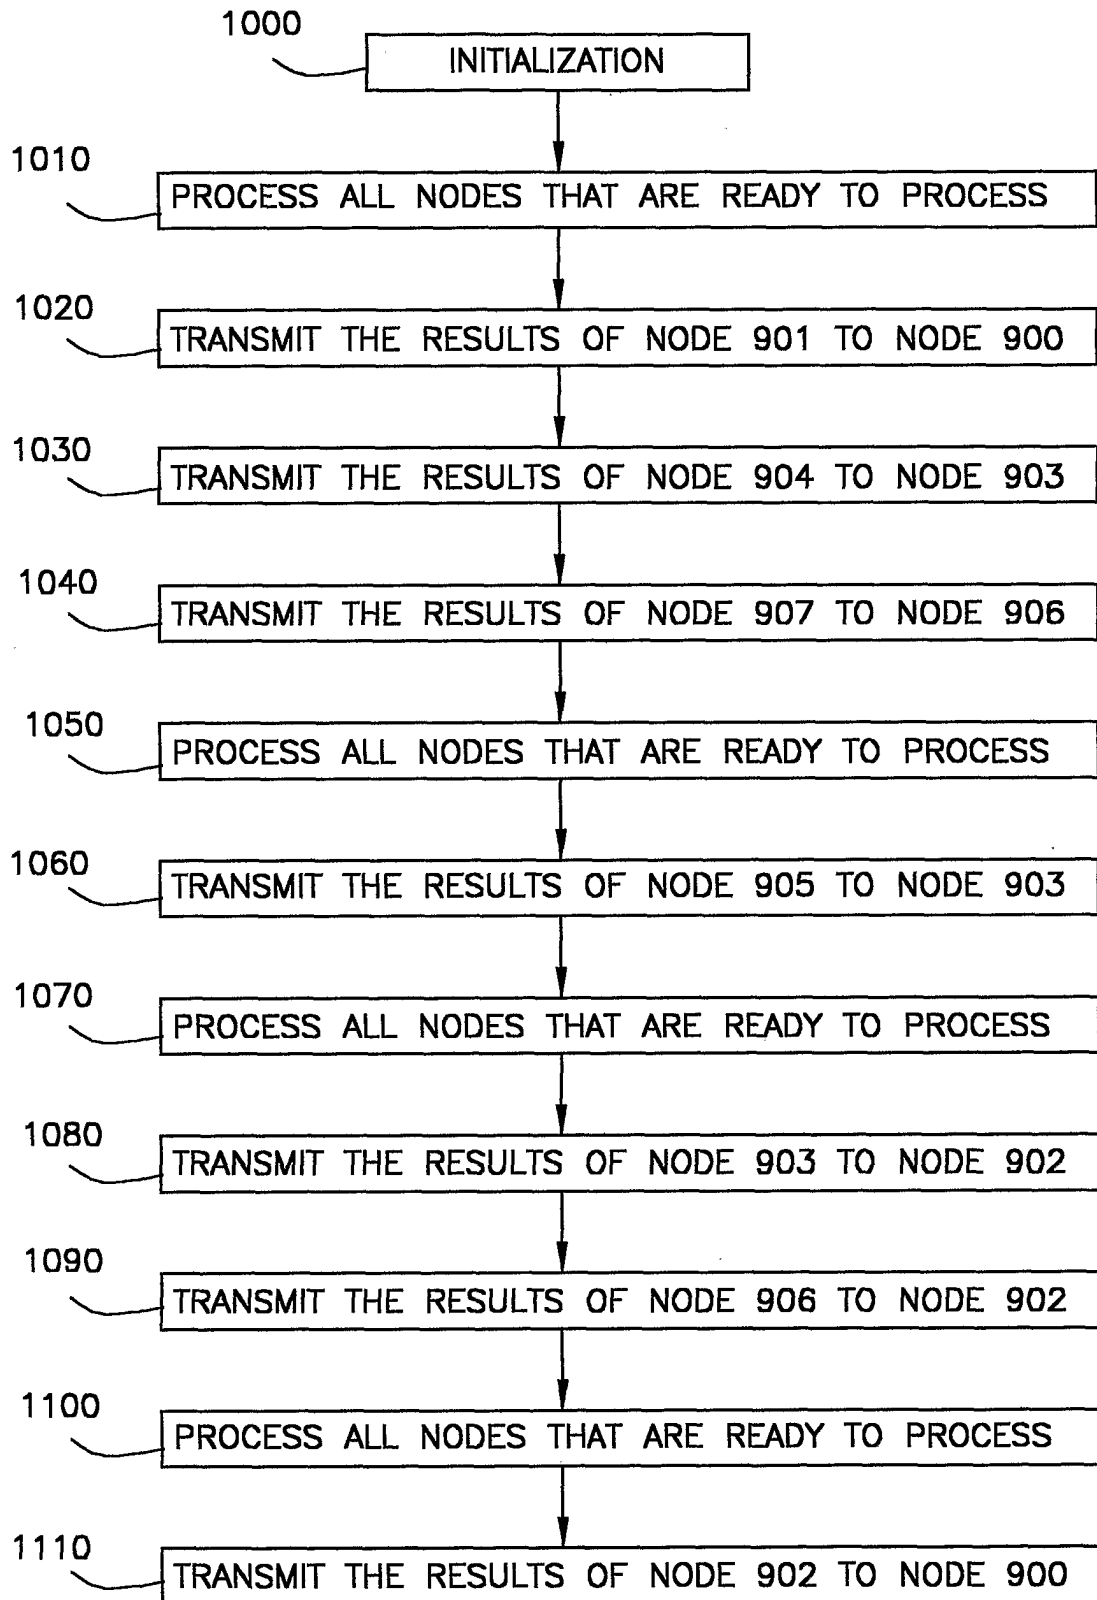 1000
INITIALIZATION
1010
PROCESS ALL NODES THAT ARE READY TO PROCESS
1020
TRANSMIT THE RESULTS OF NODE 901 TO NODE 900
1030
TRANSMIT THE RESULTS OF NODE 904 TO NODE 903
1040
TRANSMIT THE RESULTS OF NODE 907 TO NODE 906
1050
PROCESS ALL NODES THAT ARE READY TO PROCESS
1060
TRANSMIT THE RESULTS OF NODE 905 TO NODE 903
1070
PROCESS ALL NODES THAT ARE READY TO PROCESS
1080
TRANSMIT THE RESULTS OF NODE 903 TO NODE 902
1090
TRANSMIT THE RESULTS OF NODE 906 TO NODE 902
1100
PROCESS ALL NODES THAT ARE READY TO PROCESS
1110
TRANSMIT THE RESULTS OF NODE 902 TO NODE 900